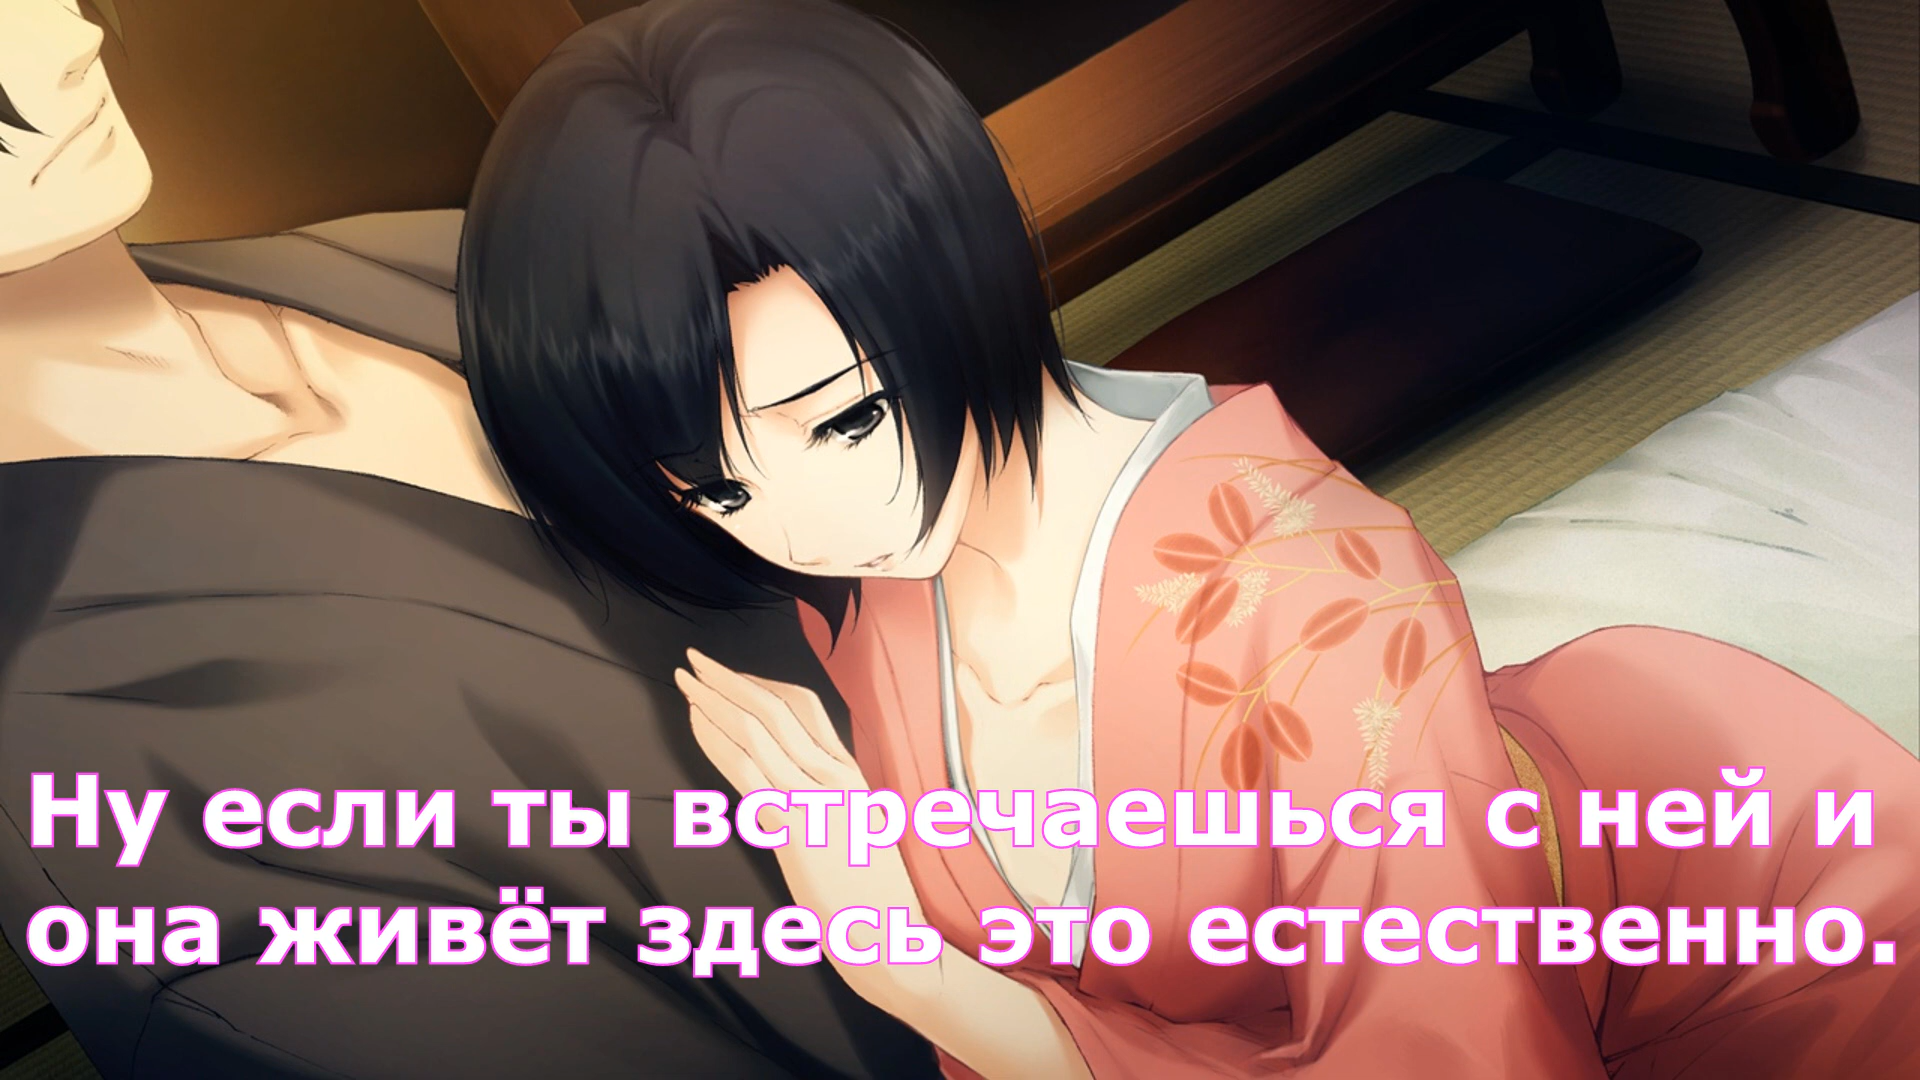 Ну если ты встречаешься с ней и
она живёт здесь это естественно.